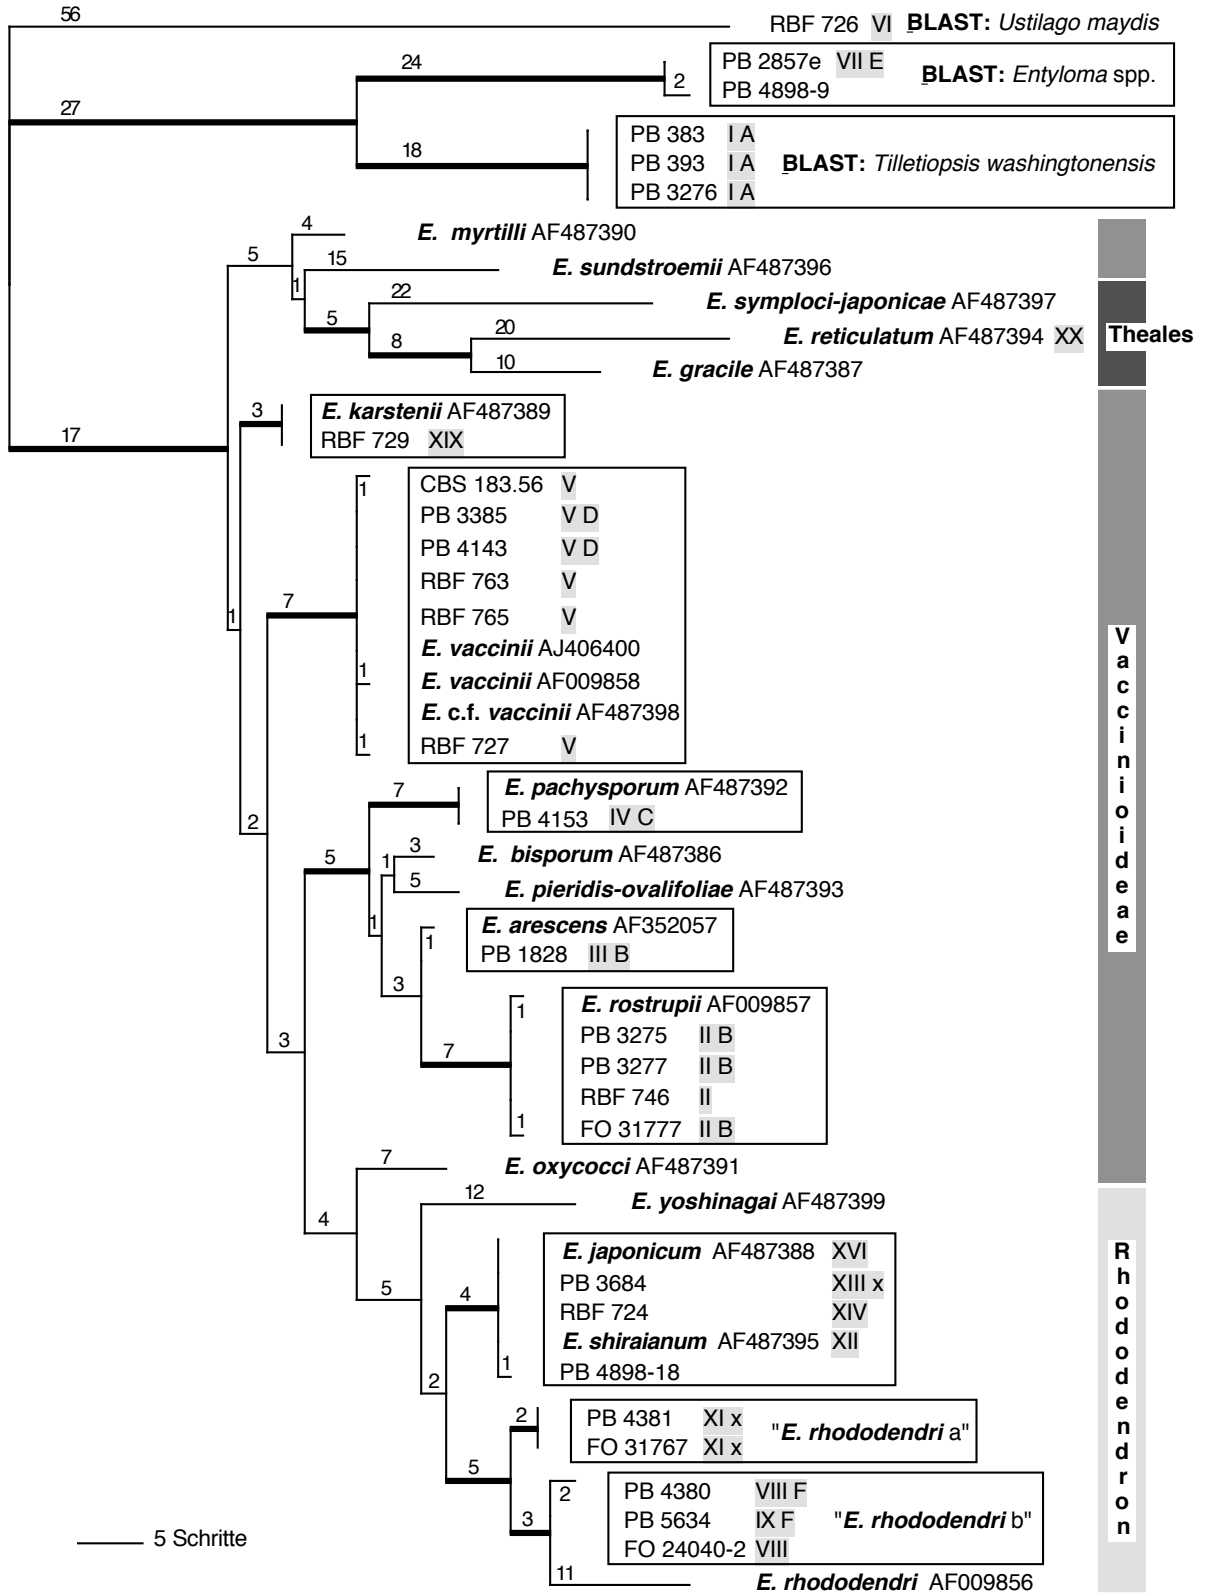 56
RBF 726 VI BLAST: Ustilago maydis
24
PB 2857e VII E
2
BLAST: Entyloma spp.
PB 4898-9
27
PB 383 I A
18
PB 393 I A BLAST: Tilletiopsis washingtonensis
PB 3276 I A
4
E. myrtilli AF487390
5
15
E. sundstroemii AF487396
1
22
E. symploci-japonicae AF487397
5
20
E. reticulatum AF487394 XX
Theales
8
10
E. gracile AF487387
3
E. karstenii AF487389
RBF 729 XIX
17
1
CBS 183.56 V
PB 3385 V D
PB 4143 V D
RBF 763 V
7
RBF 765 V
1
E. vaccinii AJ406400
1
E. vaccinii AF009858
E. c.f. vaccinii AF487398
1
RBF 727 V
Vaccinioideae
7
E. pachysporum AF487392
PB 4153 IV C
2
5
1
3
E. bisporum AF487386
5
E. pieridis-ovalifoliae AF487393
1
E. arescens AF352057
1
PB 1828 III B
3
E. rostrupii AF009857
1
PB 3275 II B
7
PB 3277 II B
RBF 746 II
1
FO 31777 II B
3
7
E. oxycocci AF487391
12
E. yoshinagai AF487399
4
E. japonicum AF487388 XVI
5
4
PB 3684 XIII x
RBF 724 XIV
E. shiraianum AF487395 XII
1
PB 4898-18
2
Rhododendron
2
PB 4381 XI x
"E. rhododendri a"
FO 31767 XI x
5
2
PB 4380 VIII F
3
PB 5634 IX F "E. rhododendri b"
FO 24040-2 VIII
5 Schritte
11
E. rhododendri AF009856